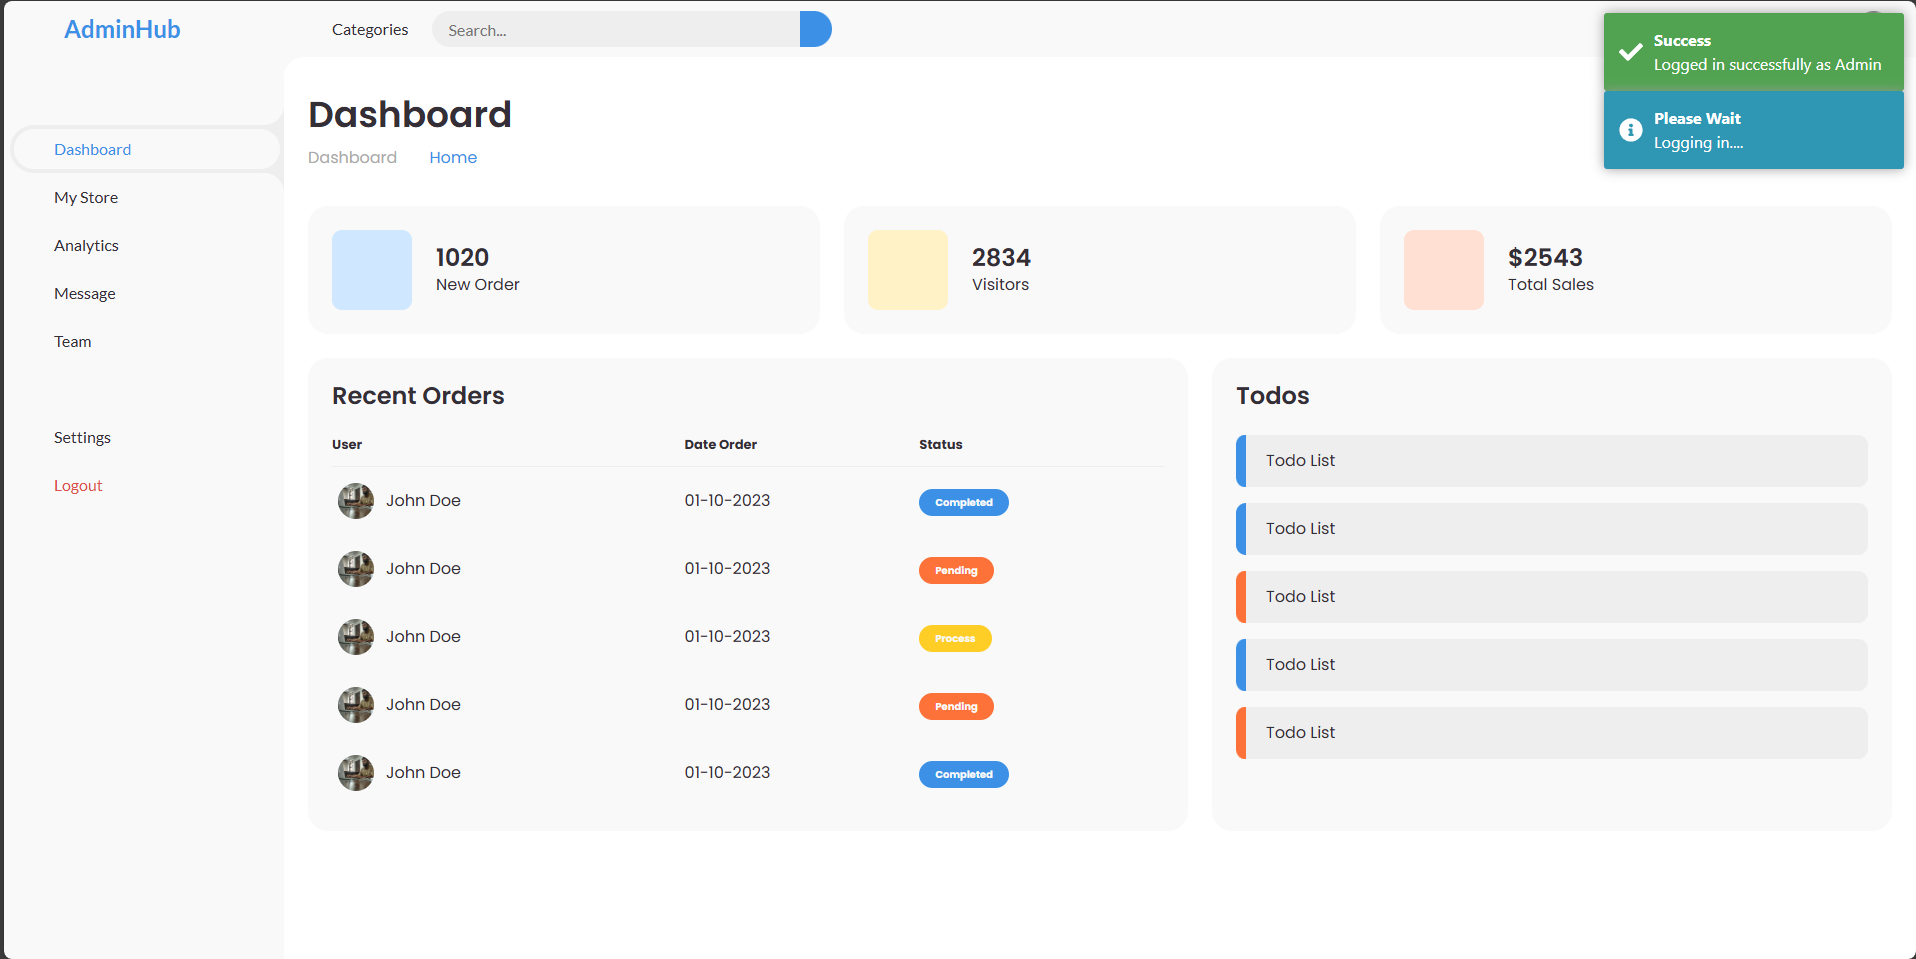 AdminHub
Categories
Search...
Success
Logged in successfully as Admin
Please Wait
Logging in....
Dashboard
My Store
Analytics
Message
Team
Settings
Logout
Dashboard
Dashboard Home
1020
New Order
2834
Visitors
$2543
Total Sales
Recent Orders
User Date Order Status
John Doe 01-10-2023 Completed
John Doe 01-10-2023 Pending
John Doe 01-10-2023 Process
John Doe 01-10-2023 Pending
John Doe 01-10-2023 Completed
Todos
Todo List
Todo List
Todo List
Todo List
Todo List